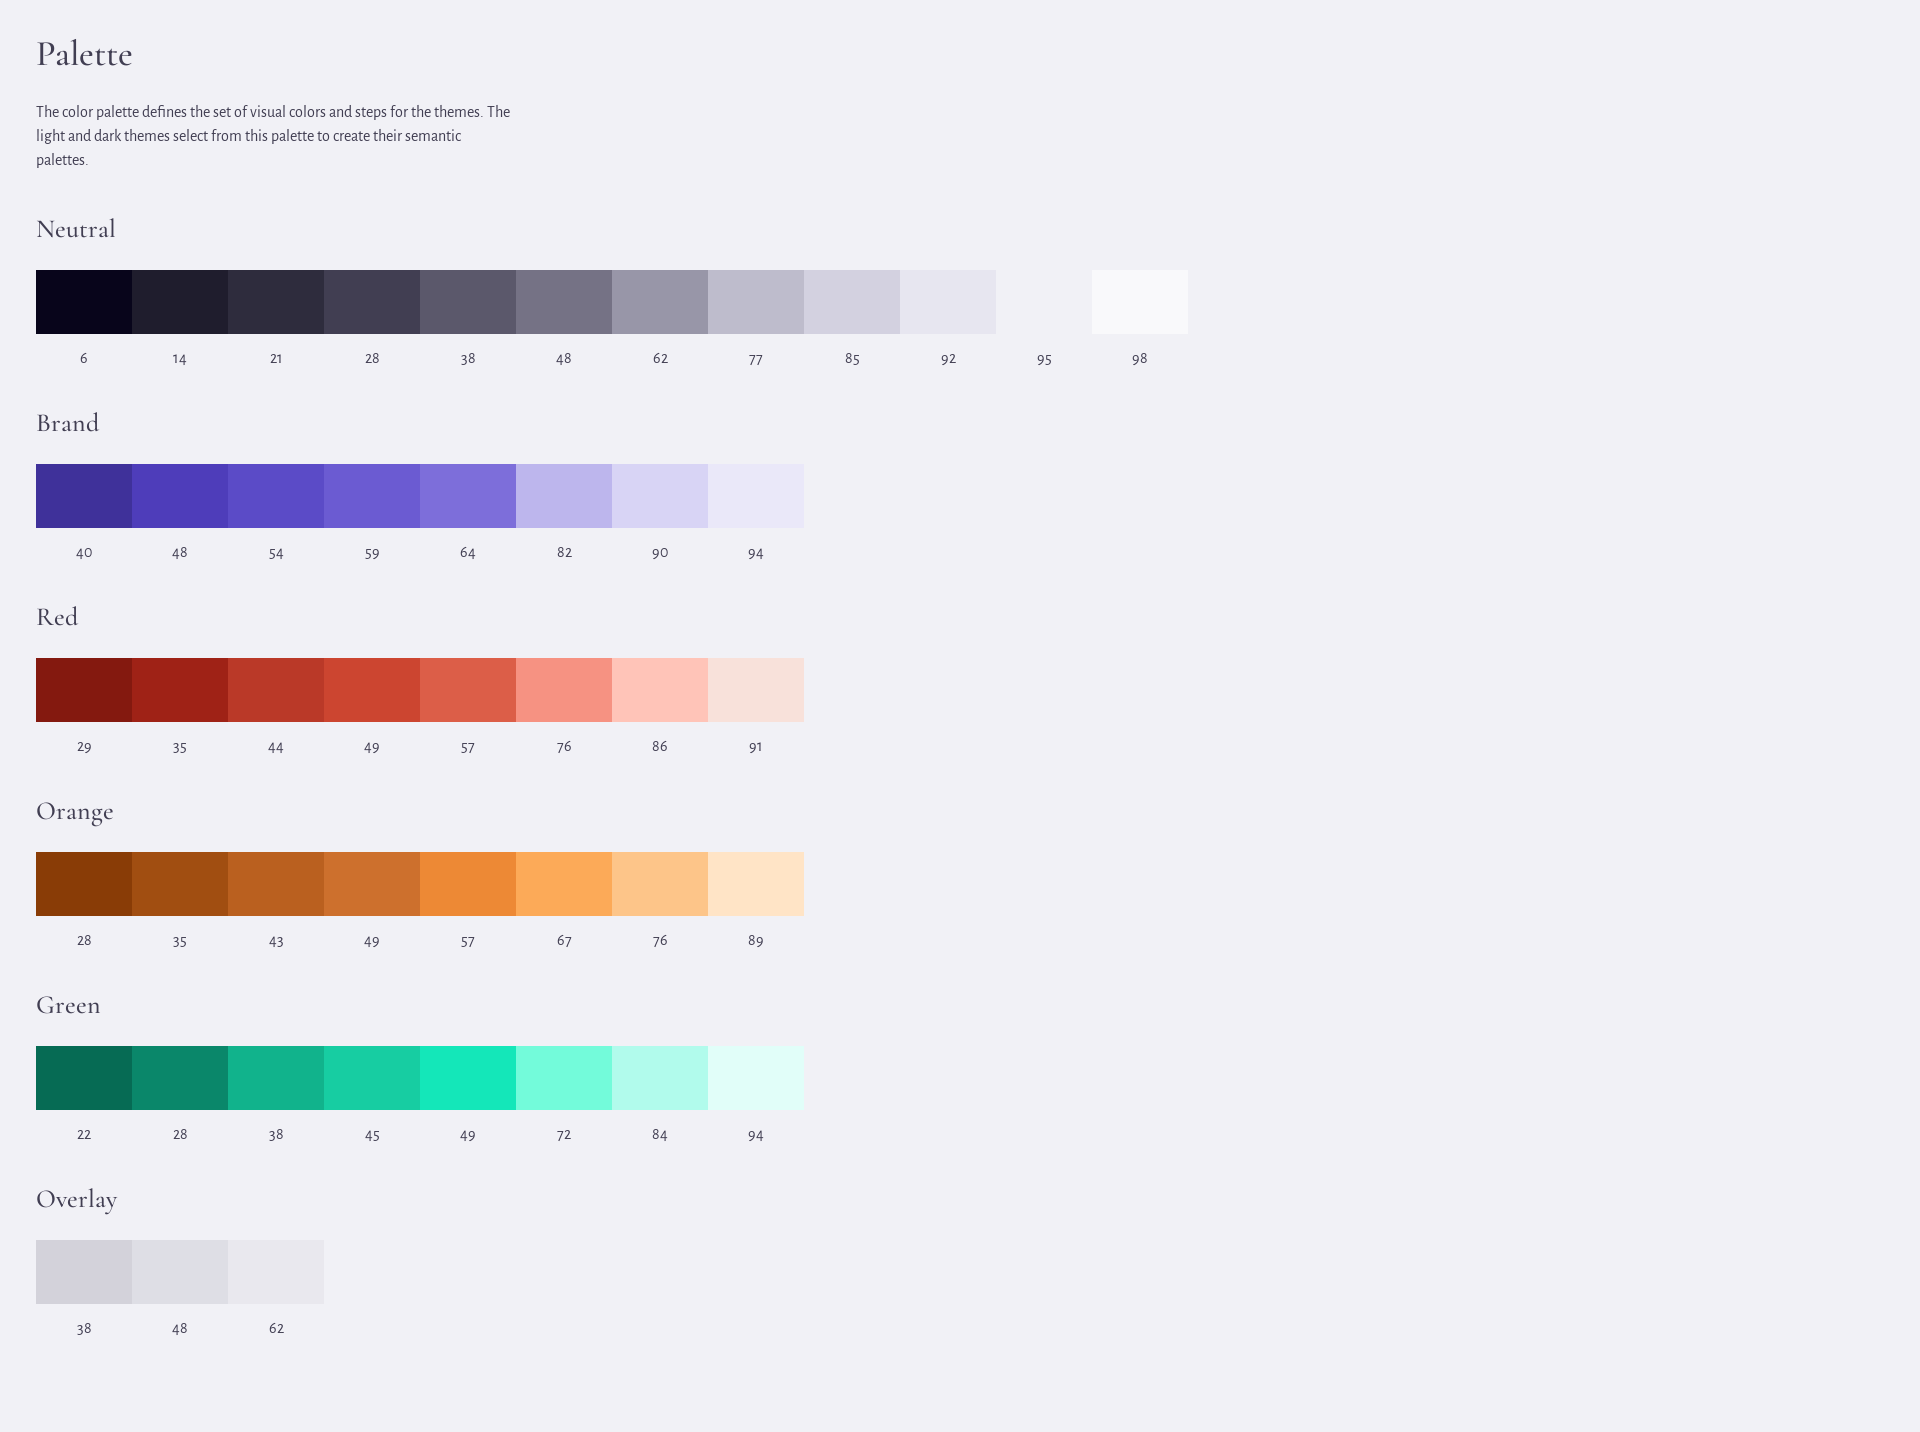 Palette
The color palette defines the set of visual colors and steps for the themes. The
light and dark themes select from this palette to create their semantic
palettes.
Neutral
6 14 21 28 38 48 62 77 85 92 95 98
Brand
40 48 54 59 64 82 90 94
Red
29 35 44 49 57 76 86 91
Orange
28 35 43 49 57 67 76 89
Green
22 28 38 45 49 72 84 94
Overlay
38 48 62